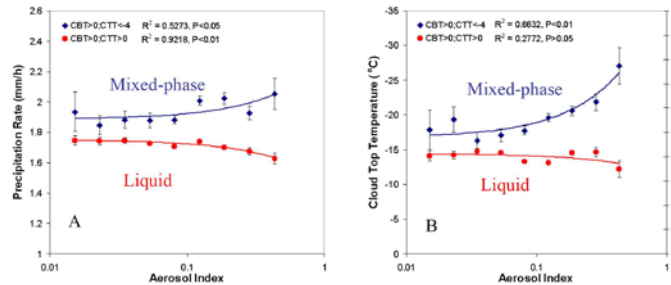 CBT>0;CTT<-4 R² = 0.5273, P<0.05
CBT>0;CTT>0 R² = 0.9218, P<0.01
Mixed-phase
Liquid
A
Precipitation Rate (mm/h)
2.6
2.4
2.2
2
1.8
1.6
1.4
1.2
1
0.01
0.1
1
Aerosol Index
CBT>0;CTT<-4 R² = 0.8832, P<0.01
CBT>0;CTT>0 R² = 0.2772, P>0.05
Mixed-phase
Liquid
B
Cloud Top Temperature (°C)
-35
-30
-25
-20
-15
-10
-5
0
0.01
0.1
1
Aerosol Index